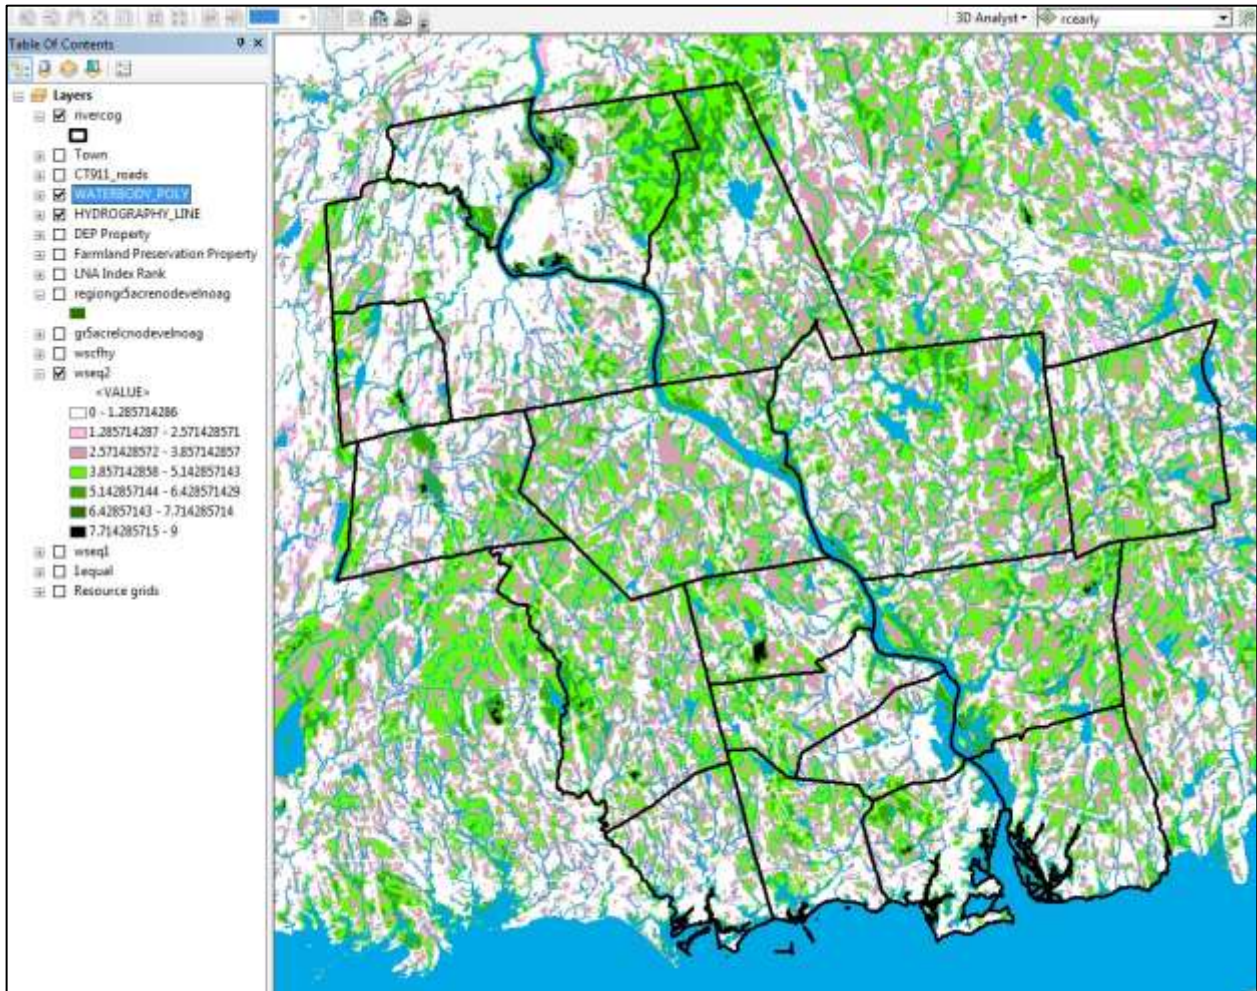 3D Analyst
rcearly
Table Of Contents
Layers
rivercog
Town
CT911_roads
WATERBODY_POLY
HYDROGRAPHY_LINE
DEP Property
Farmland Preservation Property
LNA Index Rank
regiongr5acrenodevelnoag
gr5acrelcnodevelnoag
wscfhy
wseq2
<VALUE>
0 - 1.285714286
1.285714287 - 2.571428571
2.571428572 - 3.857142857
3.857142858 - 5.142857143
5.142857144 - 6.428571429
6.42857143 - 7.714285714
7.714285715 - 9
wseq1
1equal
Resource grids